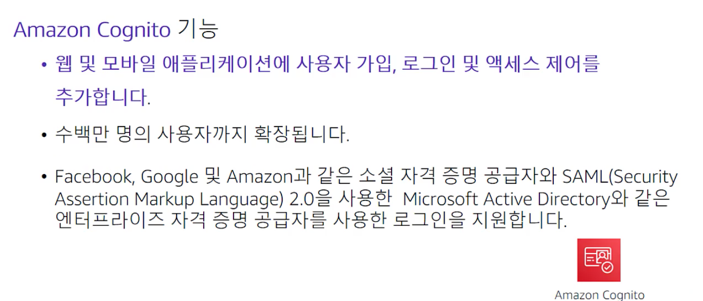 Amazon Cognito 기능
• 웹 및 모바일 애플리케이션에 사용자 가입, 로그인 및 액세스 제어를
추가합니다.
• 수백만 명의 사용자까지 확장됩니다.
• Facebook, Google 및 Amazon과 같은 소셜 자격 증명 공급자와 SAML(Security
Assertion Markup Language) 2.0을 사용한 Microsoft Active Directory와 같은
엔터프라이즈 자격 증명 공급자를 사용한 로그인을 지원합니다.
Amazon Cognito